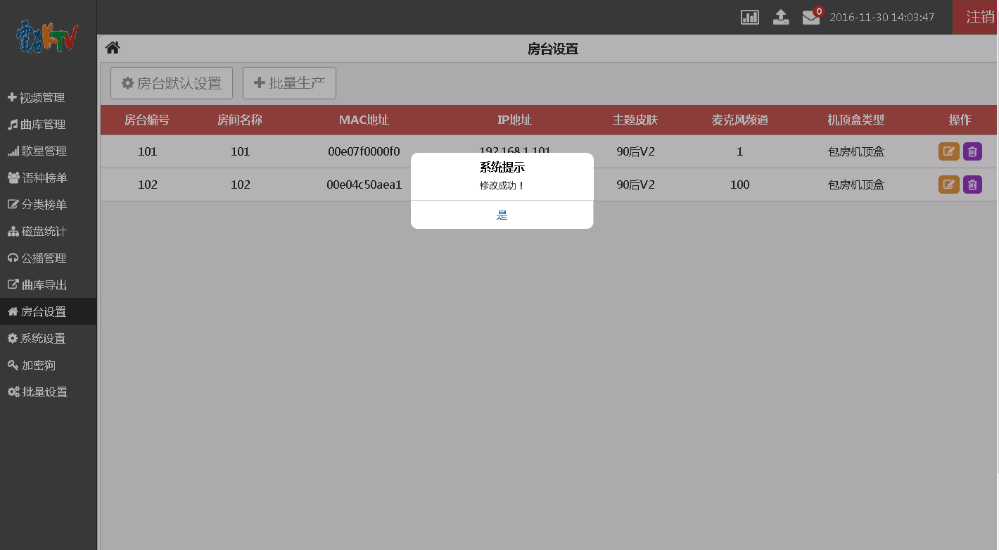 雷石KTV
0
2016-11-30 14:03:47
注销
房台设置
房台默认设置
批量生产
视频管理
曲库管理
歌星管理
语种榜单
分类榜单
磁盘统计
公播管理
曲库导出
房台设置
系统设置
加密狗
批量设置
房台编号 房间名称 MAC地址 IP地址 主题皮肤 麦克风频道 机顶盒类型 操作
101 101 00e07f0000f0 192.168.1.101 90后V2 1 包房机顶盒
102 102 00e04c50aea1 90后V2 100 包房机顶盒
系统提示
修改成功！
是